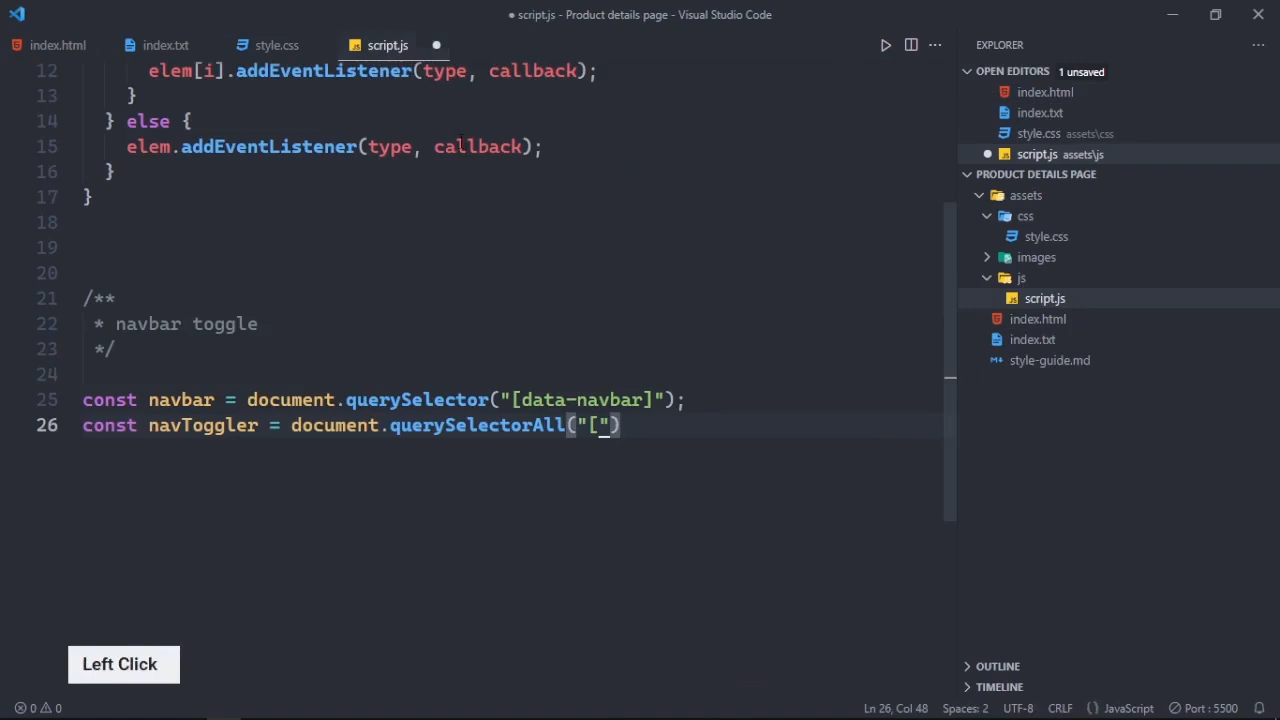 script.js - Product details page - Visual Studio Code
index.html
index.txt
style.css
JS script.js
EXPLORER
OPEN EDITORS 1 unsaved
index.html
index.txt
style.css assets\css
JS script.js assets\js
PRODUCT DETAILS PAGE
assets
css
style.css
images
js
JS script.js
index.html
index.txt
style-guide.md
OUTLINE
TIMELINE
12 elem[i].addEventListener(type, callback);
13 }
14 } else {
15 elem.addEventListener(type, callback);
16 }
17 }
18
19
20
21 /**
22 * navbar toggle
23 */
24
25 const navbar = document.querySelector("[data-navbar]");
26 const navToggler = document.querySelectorAll("[")
Left Click
0 0
Ln 26, Col 48 Spaces: 2 UTF-8 CRLF JavaScript Port : 5500